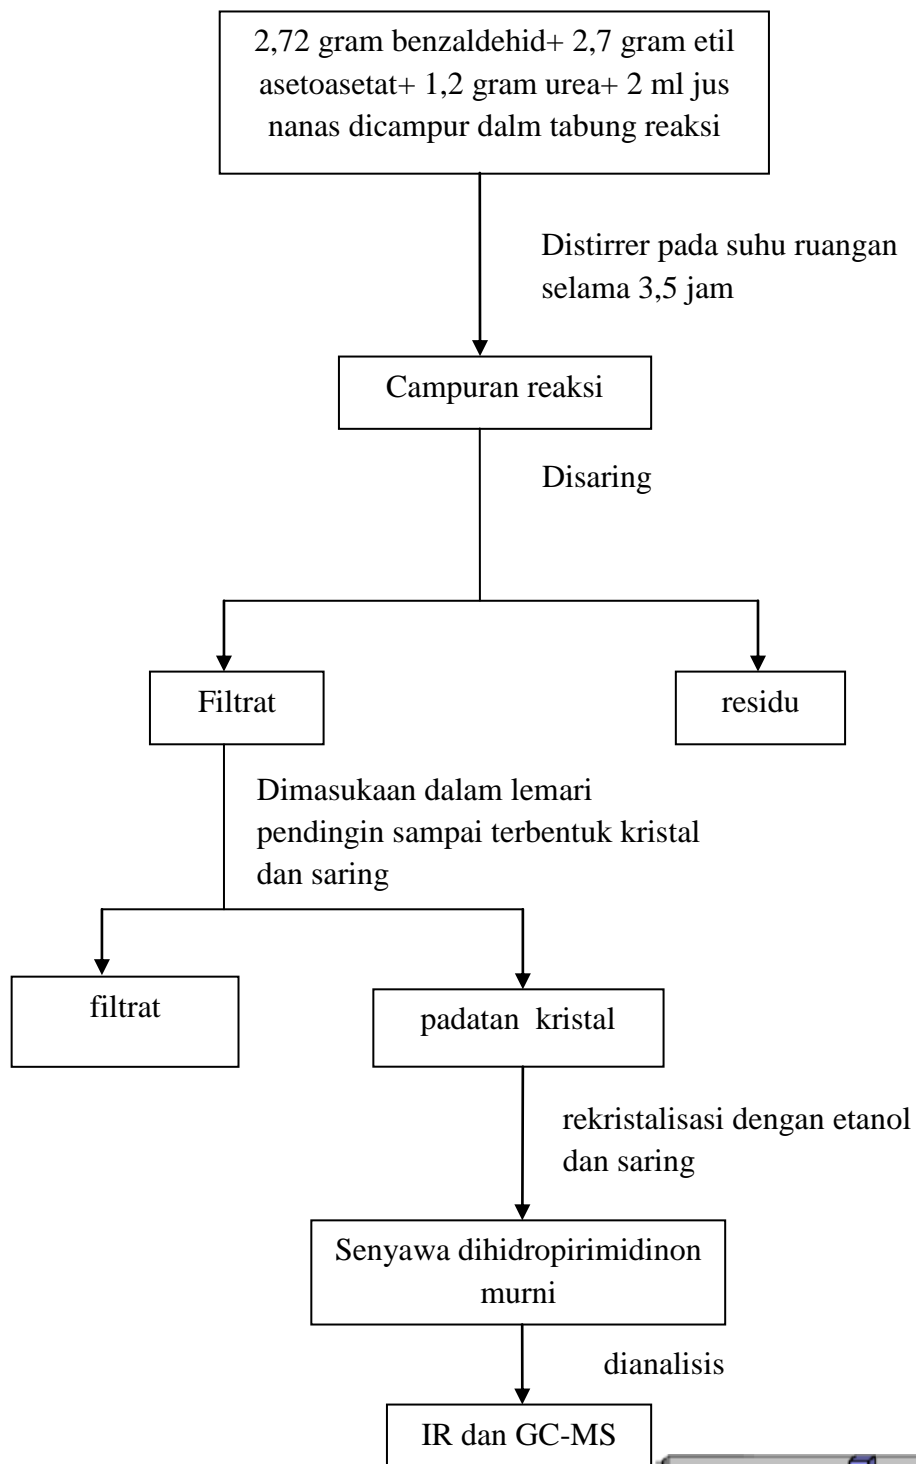 2,72 gram benzaldehid+ 2,7 gram etil
asetoasetat+ 1,2 gram urea+ 2 ml jus
nanas dicampur dalm tabung reaksi
Distirrer pada suhu ruangan
selama 3,5 jam
Campuran reaksi
Disaring
Filtrat
residu
Dimasukaan dalam lemari
pendingin sampai terbentuk kristal
dan saring
filtrat
padatan kristal
rekristalisasi dengan etanol
dan saring
Senyawa dihidropirimidinon
murni
dianalisis
IR dan GC-MS